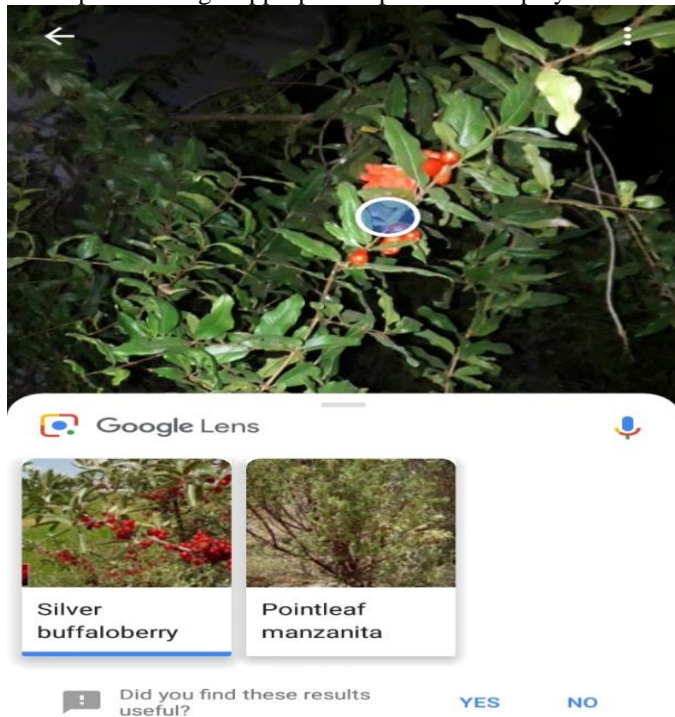 Google Lens
Silver
buffaloberry
Pointleaf
manzanita
Did you find these results
useful?
YES
NO